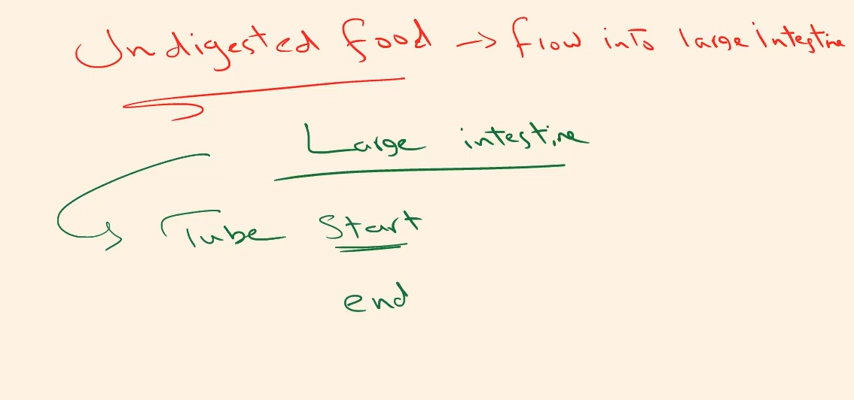 Undigested food → flow into large intestine
Large intestine
Tube Start
end